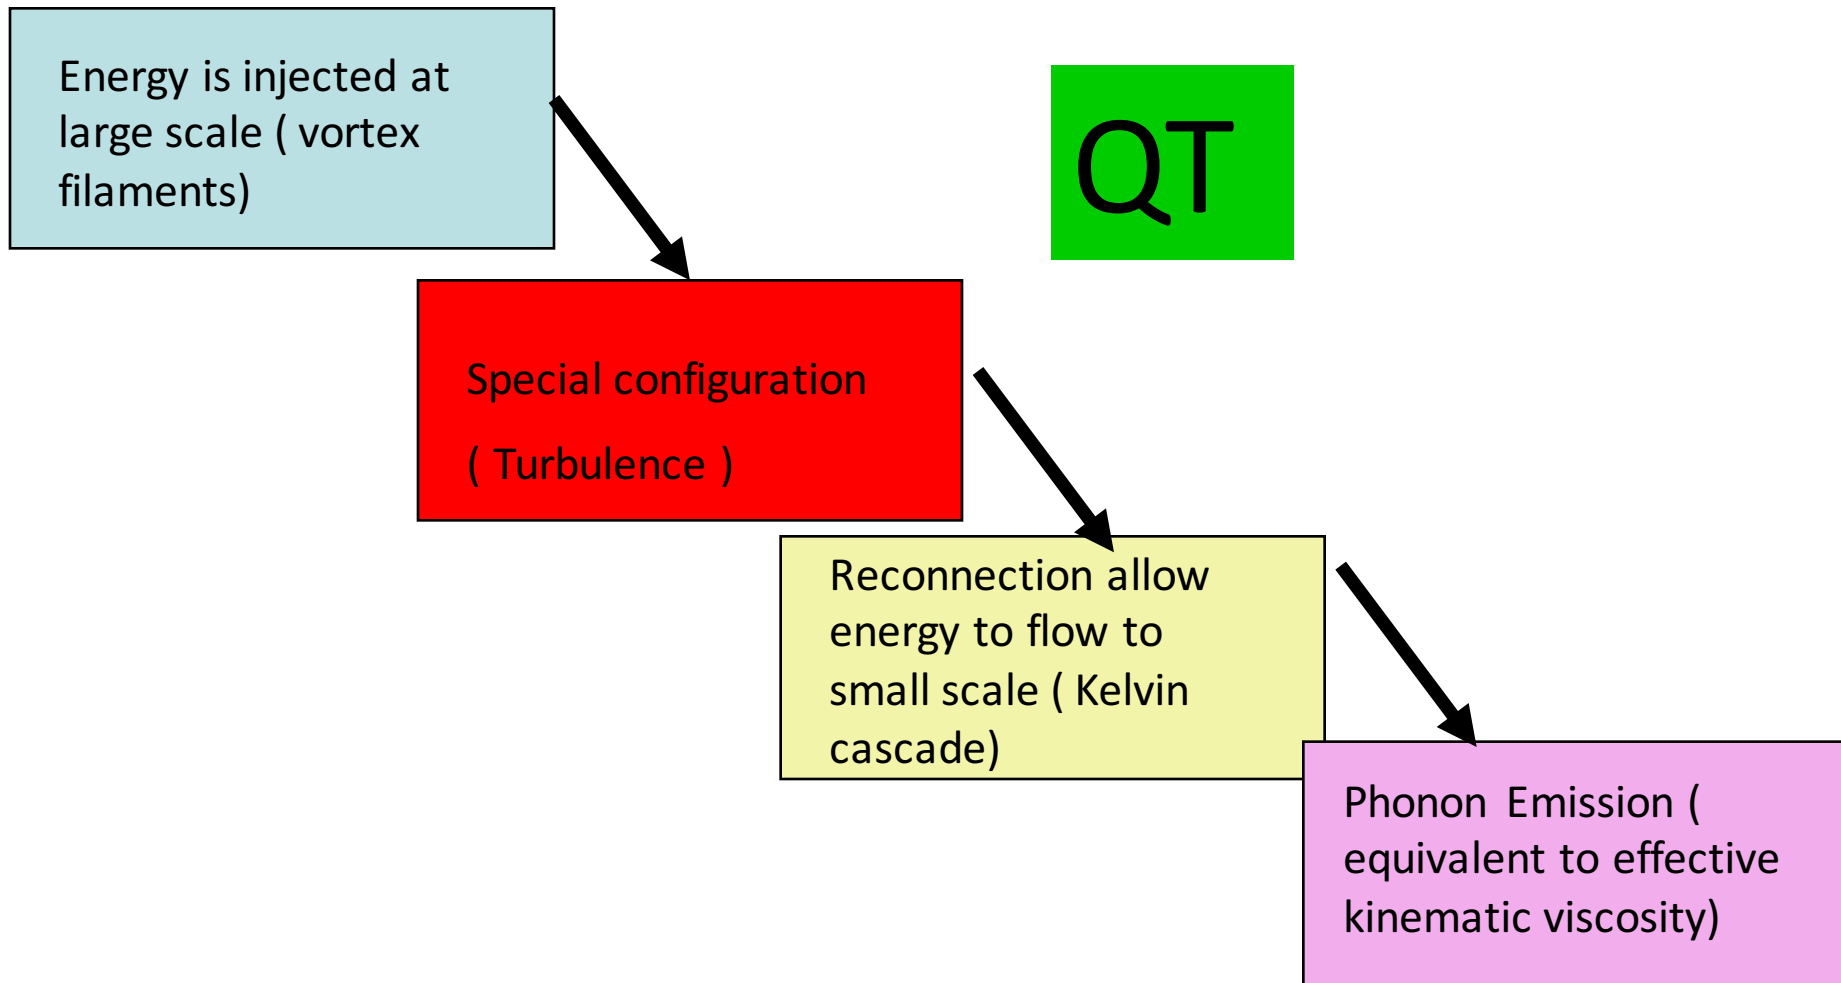 Energy is injected at
large scale ( vortex
filaments)
QT
Special configuration
( Turbulence )
Reconnection allow
energy to flow to
small scale ( Kelvin
cascade)
Phonon Emission (
equivalent to effective
kinematic viscosity)